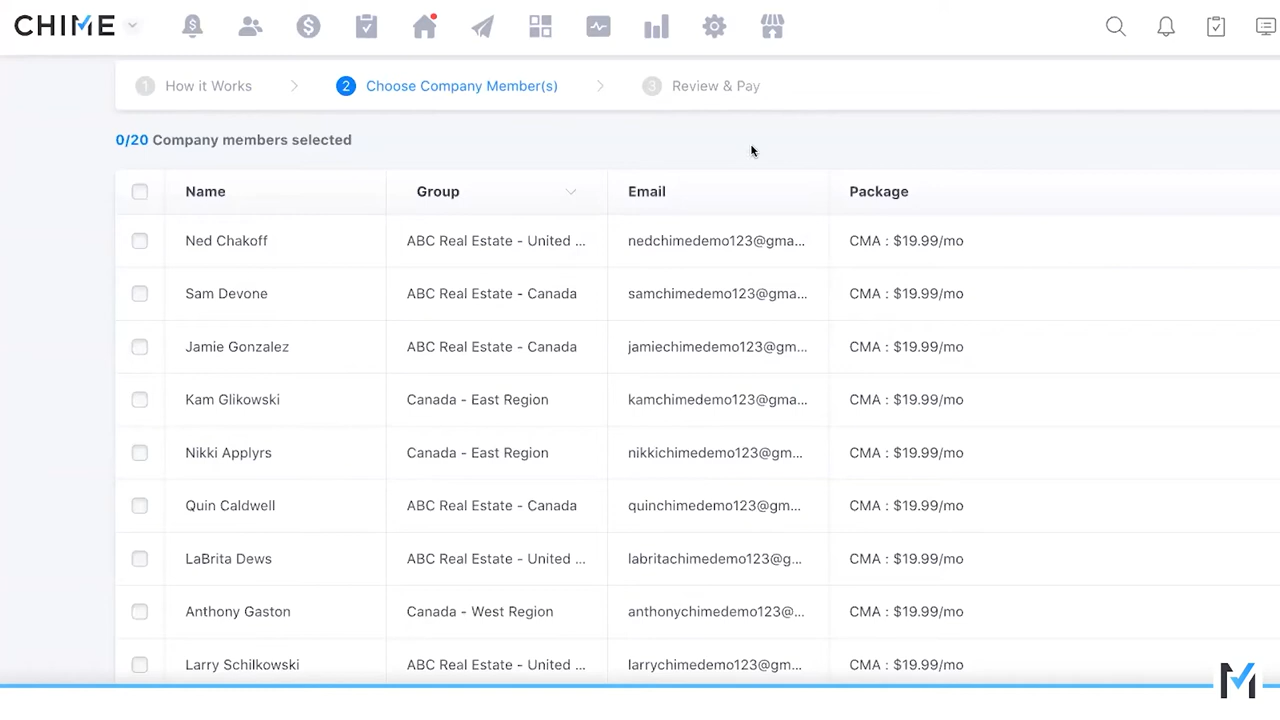 CHIME
1 How it Works 2 Choose Company Member(s) 3 Review & Pay
0/20 Company members selected
Name Group Email Package
Ned Chakoff ABC Real Estate - United ... nedchimedemo123@gma... CMA : $19.99/mo
Sam Devone ABC Real Estate - Canada samchimedemo123@gma... CMA : $19.99/mo
Jamie Gonzalez ABC Real Estate - Canada jamiechimedemo123@gm... CMA : $19.99/mo
Kam Glikowski Canada - East Region kamchimedemo123@gma... CMA : $19.99/mo
Nikki Applyrs Canada - East Region nikkichimedemo123@gm... CMA : $19.99/mo
Quin Caldwell ABC Real Estate - Canada quinchimedemo123@gm... CMA : $19.99/mo
LaBrita Dews ABC Real Estate - United ... labritachimedemo123@g... CMA : $19.99/mo
Anthony Gaston Canada - West Region anthonychimedemo123@... CMA : $19.99/mo
Larry Schilkowski ABC Real Estate - United ... larrychimedemo123@gm... CMA : $19.99/mo